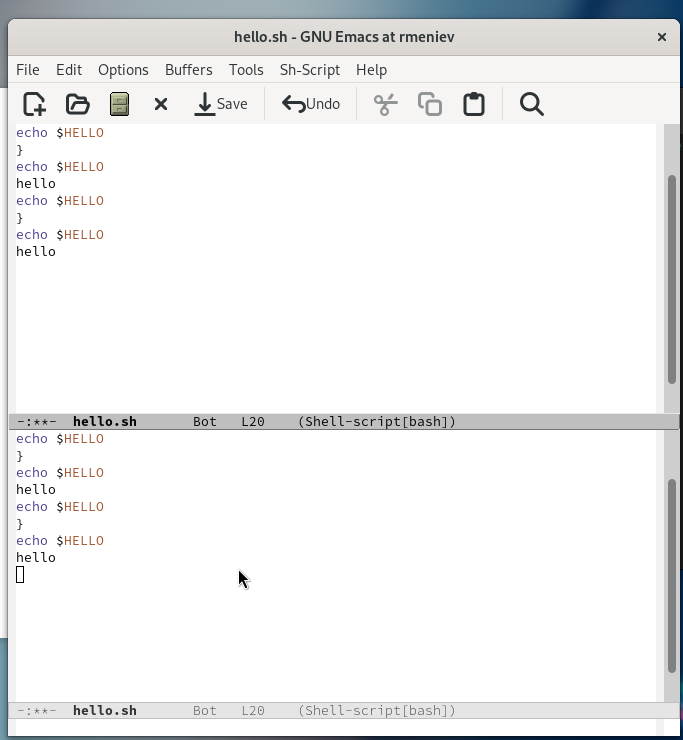 hello.sh - GNU Emacs at rmeniev ×
File Edit Options Buffers Tools Sh-Script Help
Save Undo
echo $HELLO
}
echo $HELLO
hello
echo $HELLO
}
echo $HELLO
hello
-:**- hello.sh Bot L20 (Shell-script[bash])
echo $HELLO
}
echo $HELLO
hello
echo $HELLO
}
echo $HELLO
hello
-:**- hello.sh Bot L20 (Shell-script[bash])